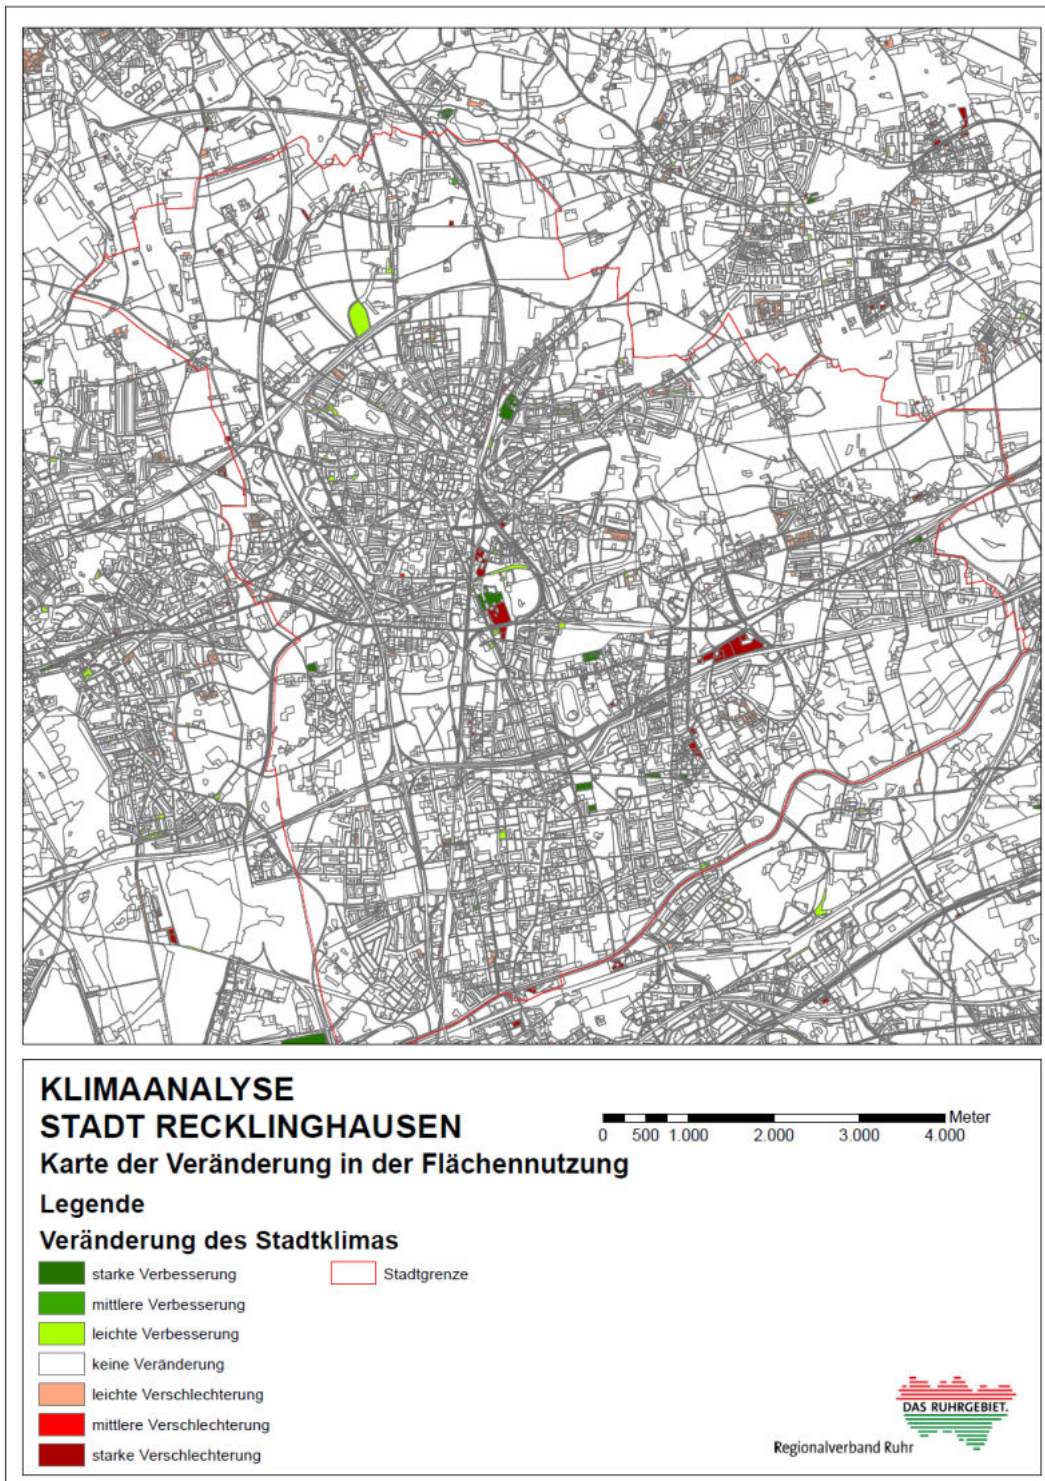 KLIMAANALYSE
STADT RECKLINGHAUSEN
Karte der Veränderung in der Flächennutzung
Meter
0 500 1.000 2.000 3.000 4.000
Legende
Veränderung des Stadtklimas
starke Verbesserung
mittlere Verbesserung
leichte Verbesserung
keine Veränderung
leichte Verschlechterung
mittlere Verschlechterung
starke Verschlechterung
Stadtgrenze
DAS RUHRGEBIET.
Regionalverband Ruhr